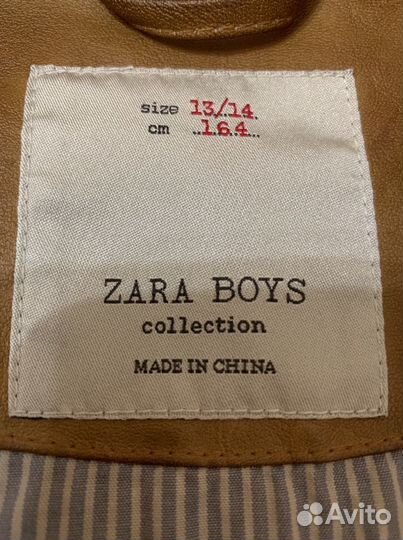 size 13/14
cm 164
ZARA BOYS
collection
MADE IN CHINA
Avito